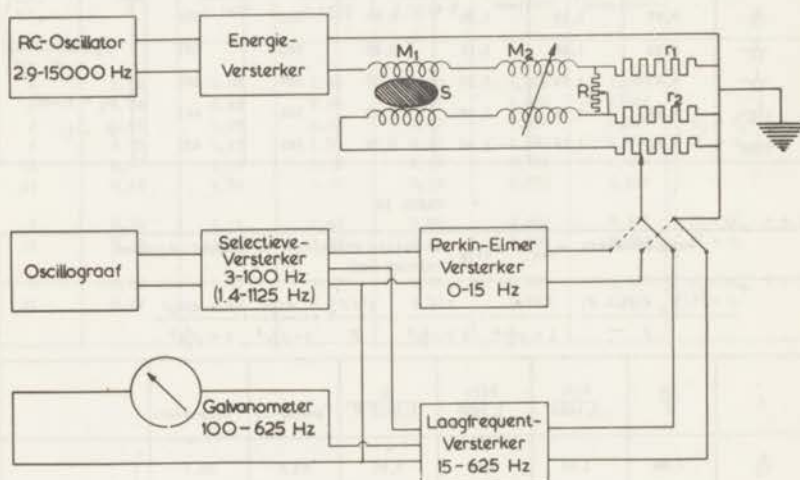 RC-Oscillator
2.9-15000 Hz
Energie-
Versterker
M1
M2
S
R
r1
r2
Oscillograaf
Selectieve-
Versterker
3-100 Hz
(1.4-1125 Hz)
Perkin-Elmer
Versterker
0-15 Hz
Galvanometer
100-625 Hz
Laagfrequent-
Versterker
15-625 Hz